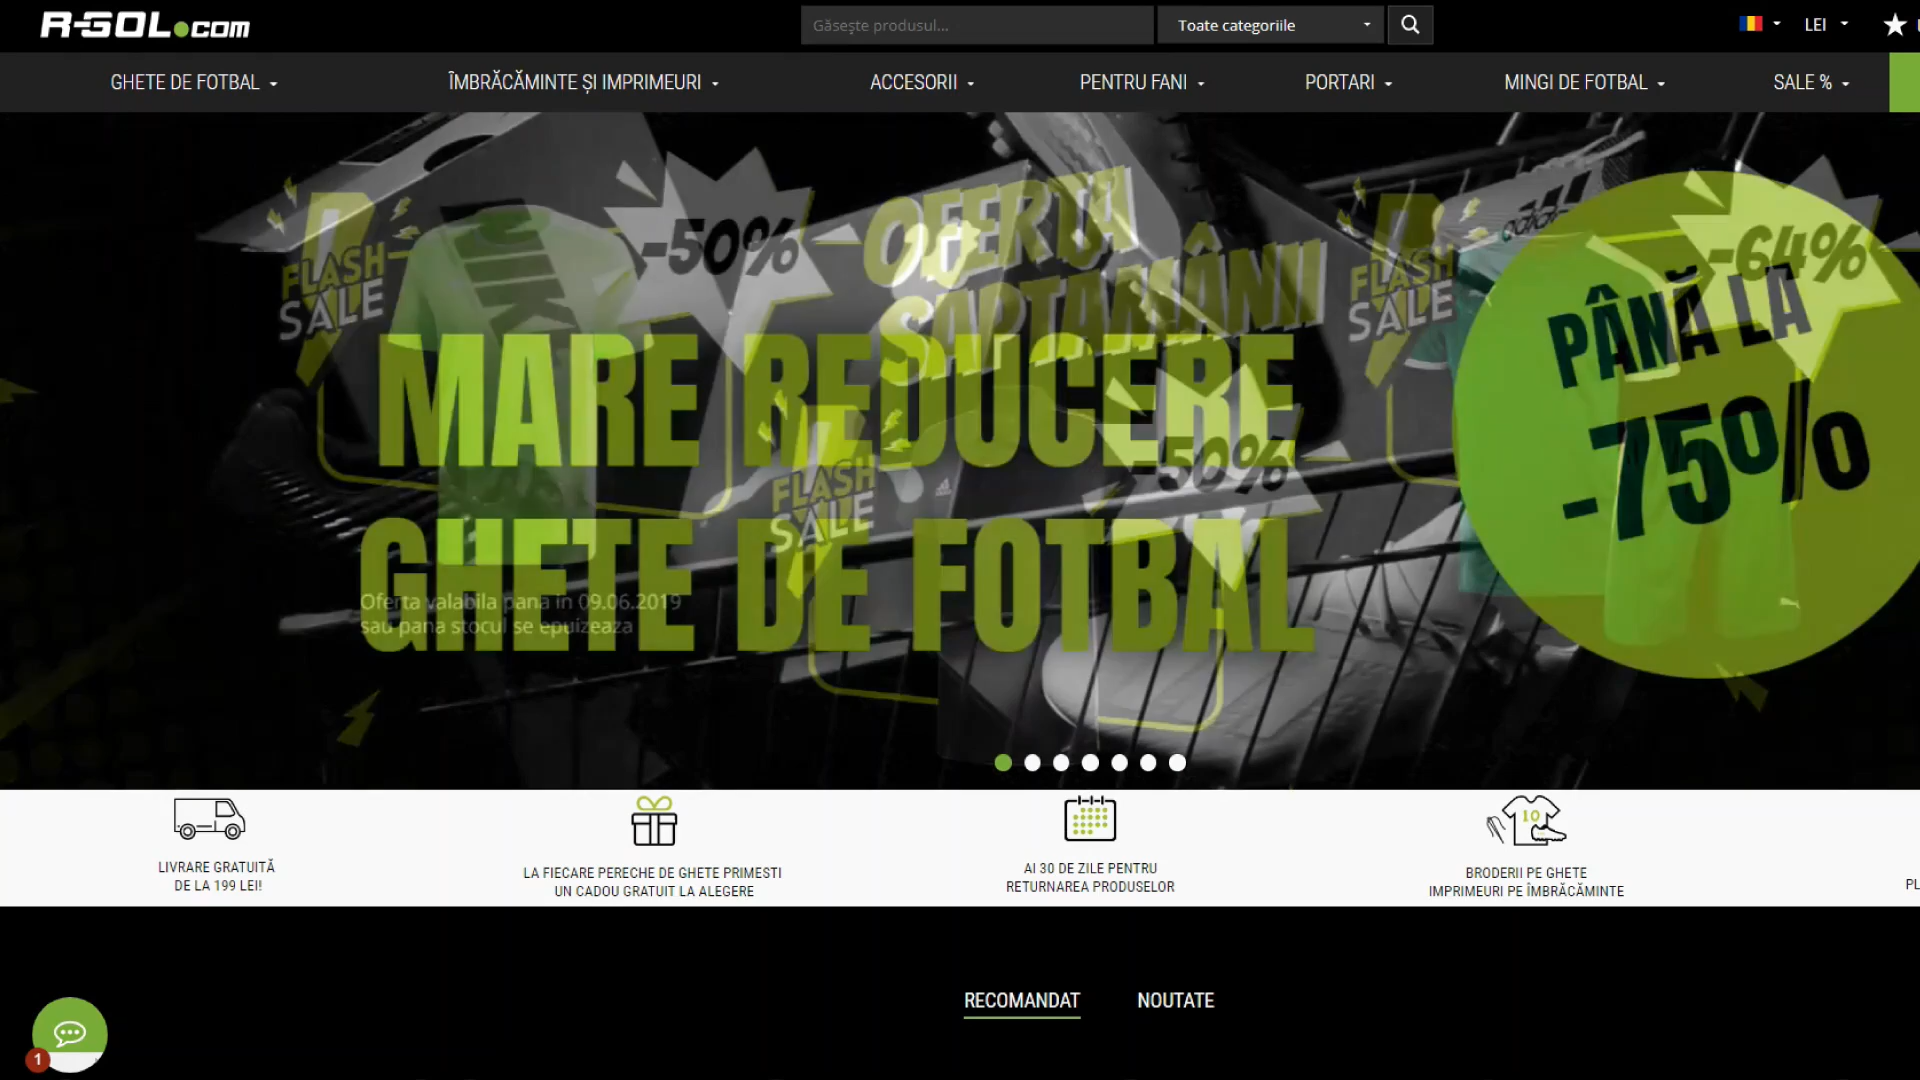 R-GOL.com
Găsește produsul...
Toate categoriile
LEI
GHETE DE FOTBAL
ÎMBRĂCĂMINTE ȘI IMPRIMEURI
ACCESORII
PENTRU FANI
PORTARI
MINGI DE FOTBAL
SALE %
OFERTA
SĂPTĂMÂNII
FLASH
SALE
-50%
FLASH
SALE
-64%
FLASH
SALE
-50%
MARE REDUCERE
GHETE DE FOTBAL
PÂNĂ LA
-75%
adidas
Oferta valabila pana in 09.06.2019
sau pana stocul se epuizeaza
LIVRARE GRATUITĂ
DE LA 199 LEI!
LA FIECARE PERECHE DE GHETE PRIMESTI
UN CADOU GRATUIT LA ALEGERE
AI 30 DE ZILE PENTRU
RETURNAREA PRODUSELOR
10
BRODERII PE GHETE
IMPRIMEURI PE ÎMBRĂCĂMINTE
RECOMANDAT
NOUTATE
1